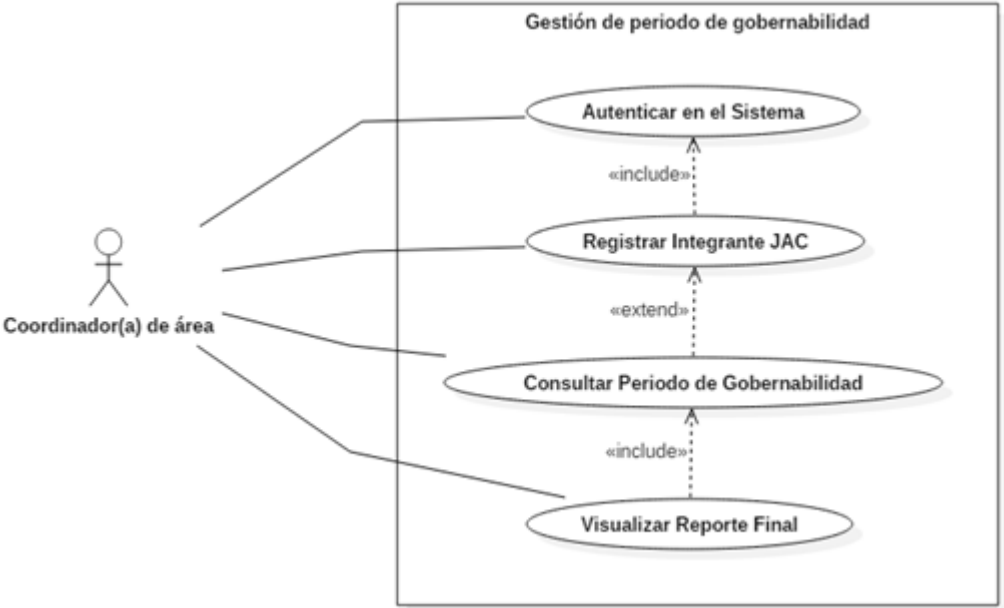 Gestión de periodo de gobernabilidad
Autenticar en el Sistema
«include»
Registrar Integrante JAC
«extend»
Coordinador(a) de área
Consultar Periodo de Gobernabilidad
«include»
Visualizar Reporte Final